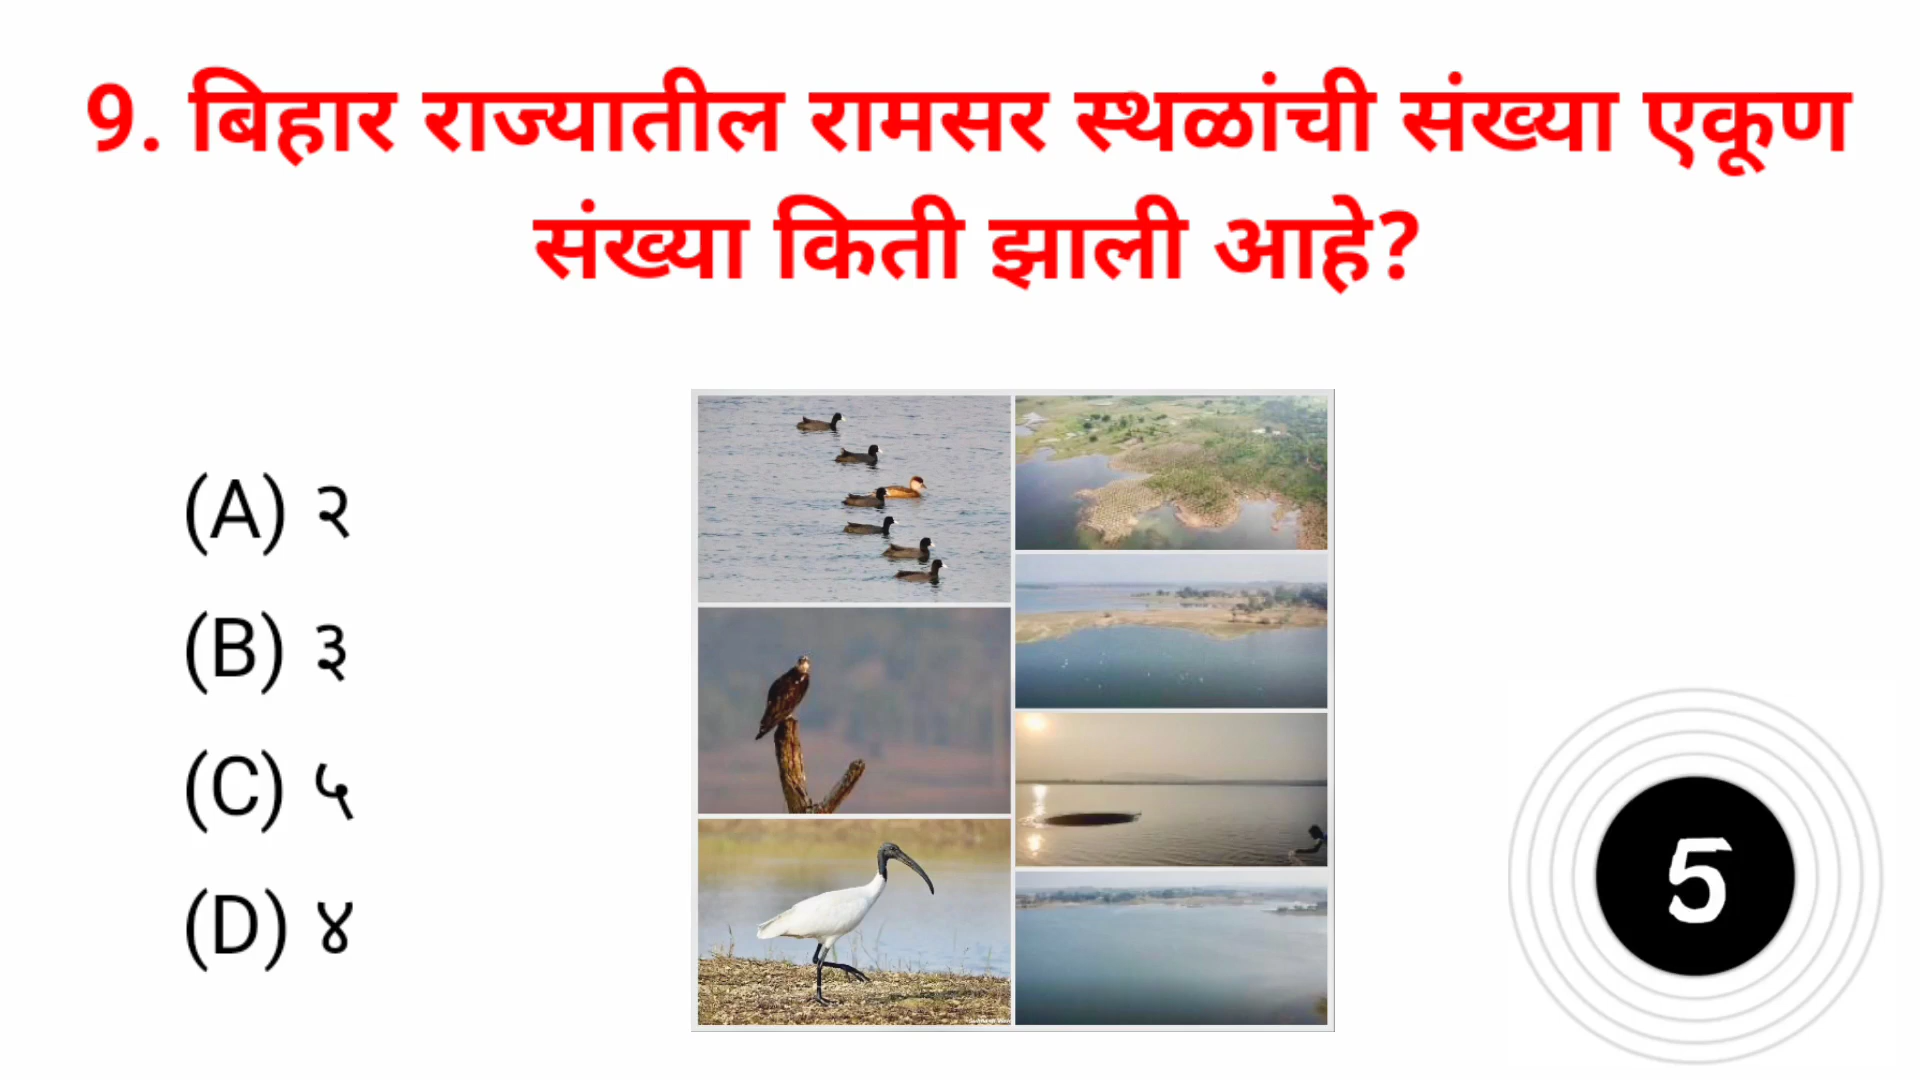 9. बिहार राज्यातील रामसर स्थळांची संख्या एकूण
संख्या किती झाली आहे?
(A) २
(B) ३
(C) ५
(D) ४
5